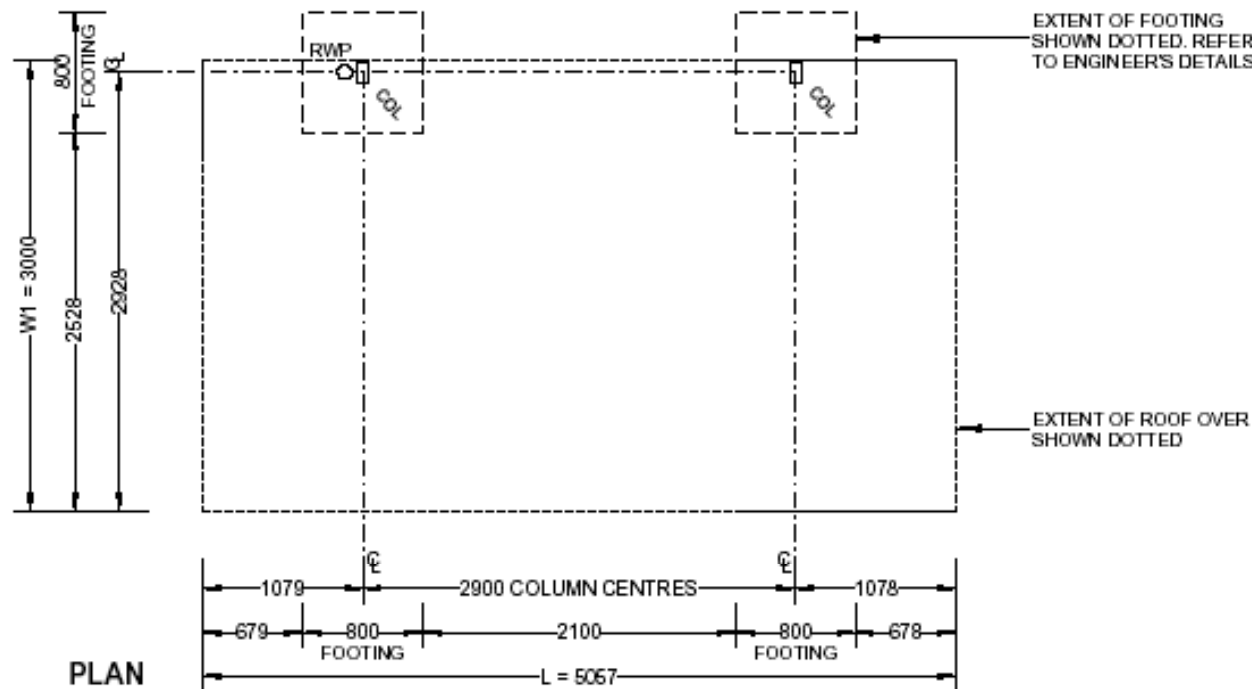 EXTENT OF FOOTING
SHOWN DOTTED. REFER
TO ENGINEER'S DETAILS
800
FOOTING
℄
RWP
COL
COL
W1 = 3000
2528
2928
EXTENT OF ROOF OVER
SHOWN DOTTED
℄
℄
1079
2900 COLUMN CENTRES
1078
679
800
2100
800
678
FOOTING
FOOTING
PLAN
L = 5057